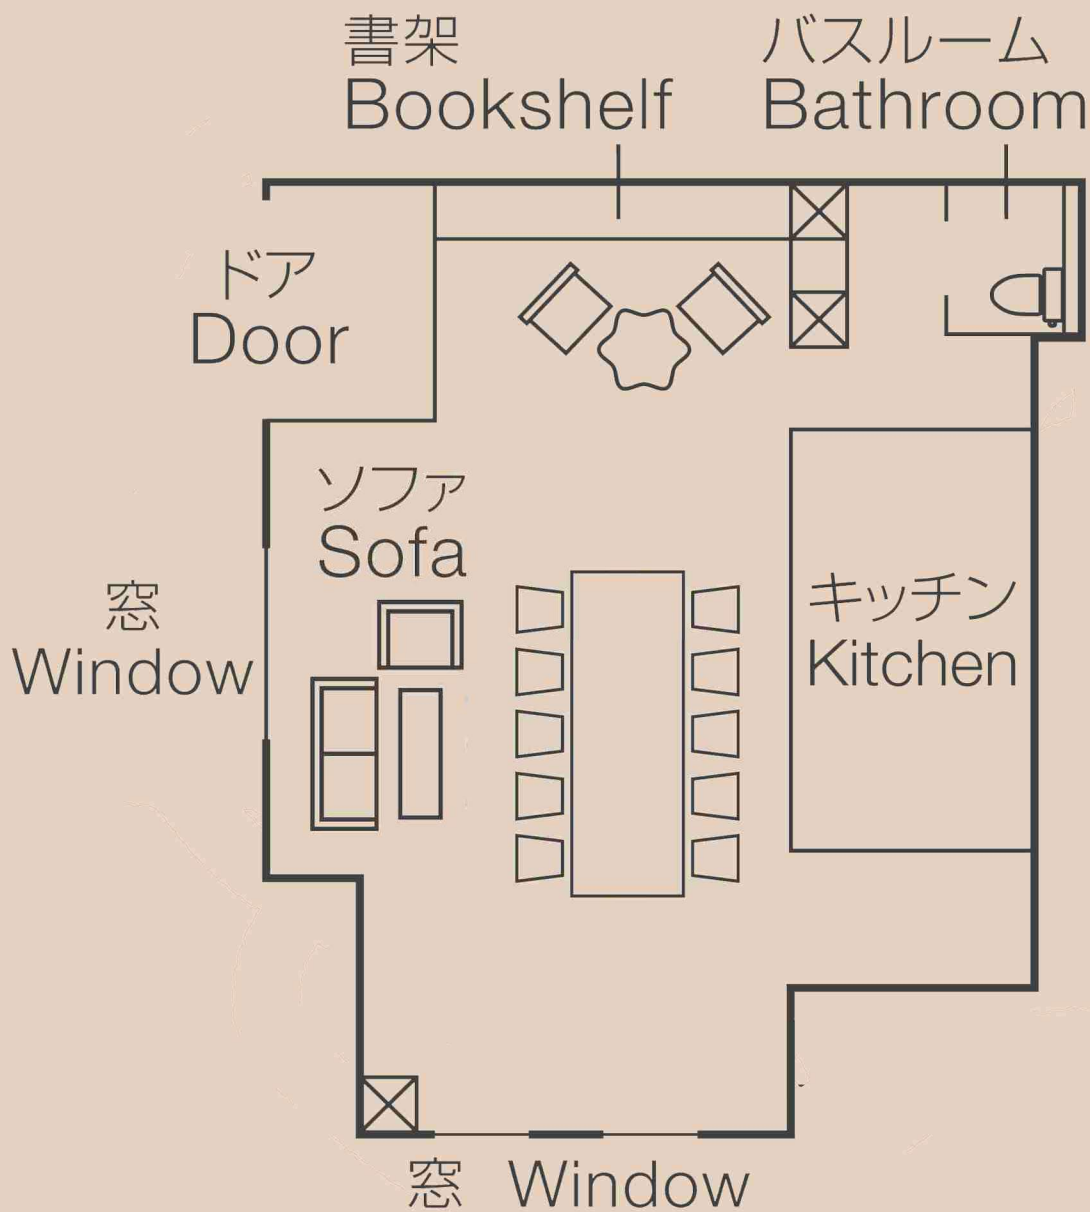 書架
Bookshelf
バスルーム
Bathroom
ドア
Door
ソファ
Sofa
窓
Window
キッチン
Kitchen
窓 Window